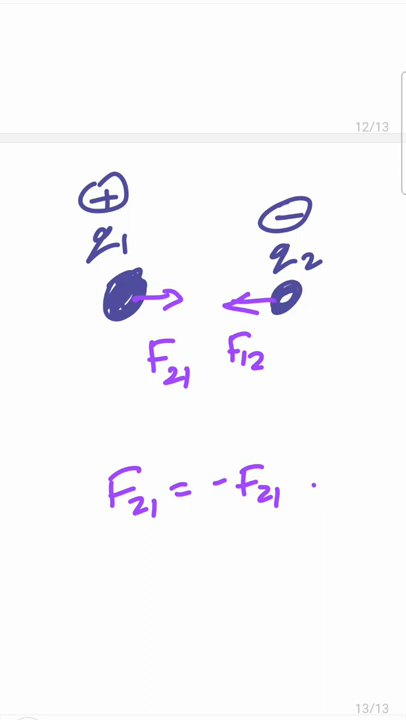 12/13
+ −
q1 q2
F21 F12
F21 = -F21 .
13/13